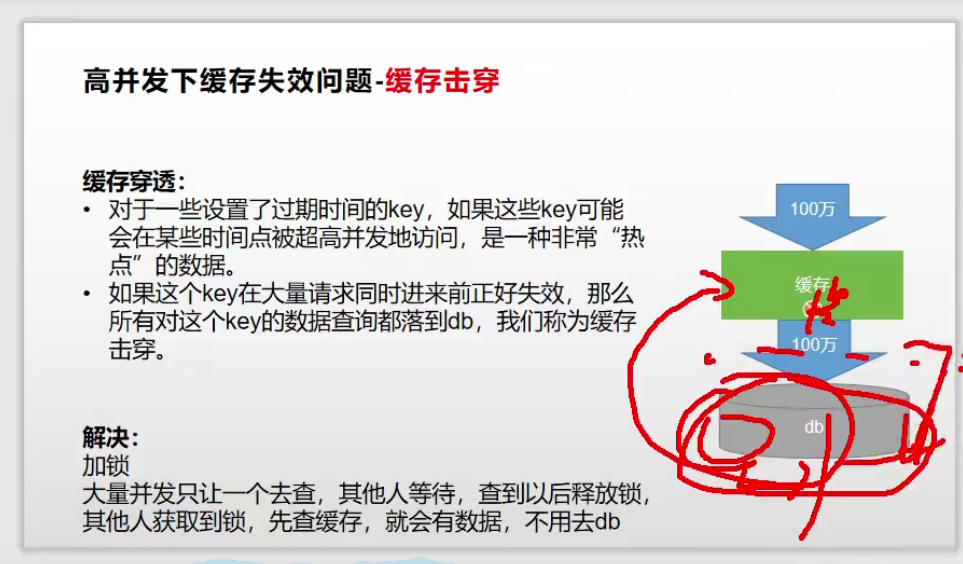 高并发下缓存失效问题-缓存击穿
缓存穿透：
• 对于一些设置了过期时间的key，如果这些key可能
会在某些时间点被超高并发地访问，是一种非常“热
点”的数据。
• 如果这个key在大量请求同时进来前正好失效，那么
所有对这个key的数据查询都落到db，我们称为缓存
击穿。
解决：
加锁
大量并发只让一个去查，其他人等待，查到以后释放锁，
其他人获取到锁，先查缓存，就会有数据，不用去db
100万
缓存
100万
db